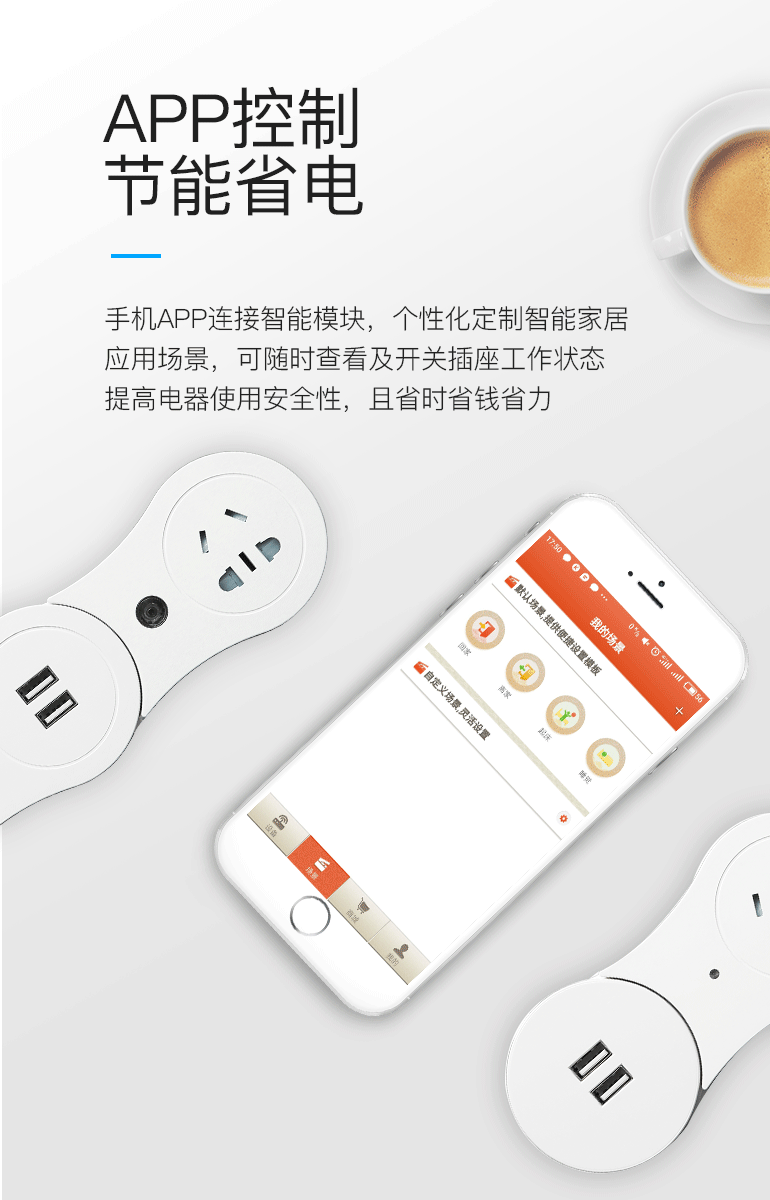 APP控制
节能省电
手机APP连接智能模块，个性化定制智能家居
应用场景，可随时查看及开关插座工作状态
提高电器使用安全性，且省时省钱省力
17:50
56
我的场景
+
默认场景,提供便捷设置模板
回家
离家
起床
睡觉
自定义场景,灵活设置
设备
场景
商城
我的